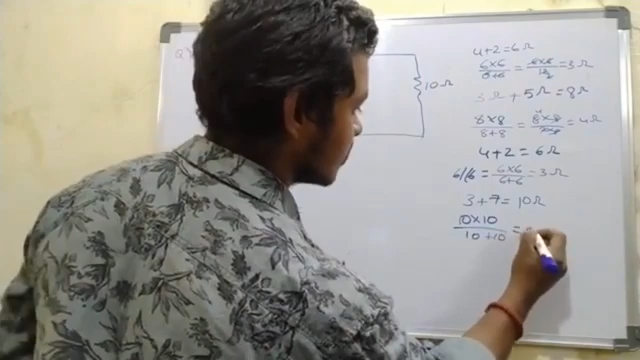 10 Ω
4+2=6Ω
6×6/6+6 = 6×6/12 = 3Ω
3Ω + 5Ω = 8Ω
8×8/8+8 = 8×8/16 = 4Ω
4+2 = 6Ω
6//6 = 6×6/6+6 = 3Ω
3+7=10Ω
10×10/10+10 =